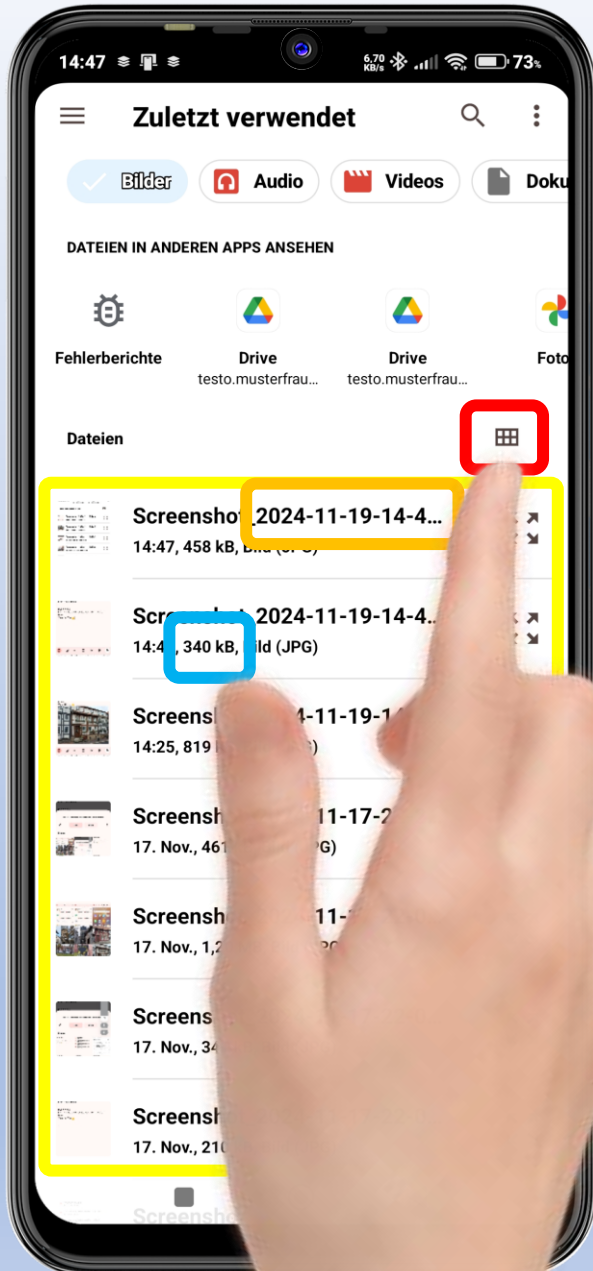 14:47
6,70 KB/s
73%
Zuletzt verwendet
Bilder
Audio
Videos
Doku
DATEIEN IN ANDEREN APPS ANSEHEN
Fehlerberichte
Drive
testo.musterfrau...
Drive
testo.musterfrau...
Foto
Dateien
Screenshot_2024-11-19-14-4...
14:47, 458 kB, Bild (JPG)
Screenshot_2024-11-19-14-4...
14:4 , 340 kB, Bild (JPG)
Screens 4-11-19-1
14:25, 819
Screensh 11-17-2
17. Nov., 461 PG)
Screensh 11-
17. Nov., 1,2
Screens
17. Nov., 34
Screensh
17. Nov., 210
Screensho